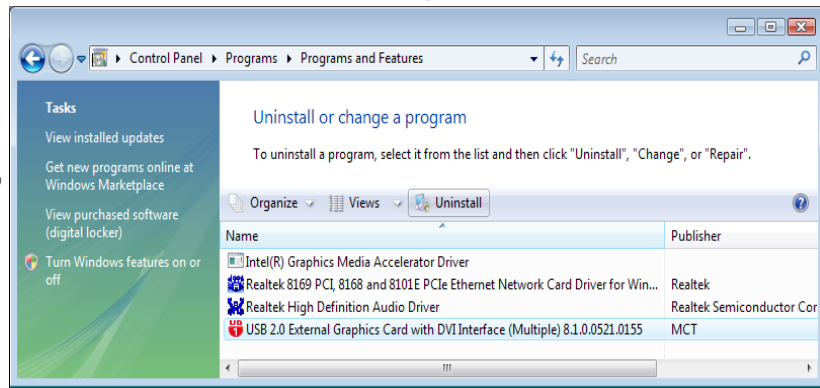 Control Panel ▸ Programs ▸ Programs and Features
Search
Tasks
View installed updates
Get new programs online at
Windows Marketplace
View purchased software
(digital locker)
Turn Windows features on or
off
Uninstall or change a program
To uninstall a program, select it from the list and then click "Uninstall", "Change", or "Repair".
Organize Views Uninstall
Name Publisher
Intel(R) Graphics Media Accelerator Driver
Realtek 8169 PCI, 8168 and 8101E PCIe Ethernet Network Card Driver for Win... Realtek
Realtek High Definition Audio Driver Realtek Semiconductor Cor
USB 2.0 External Graphics Card with DVI Interface (Multiple) 8.1.0.0521.0155 MCT